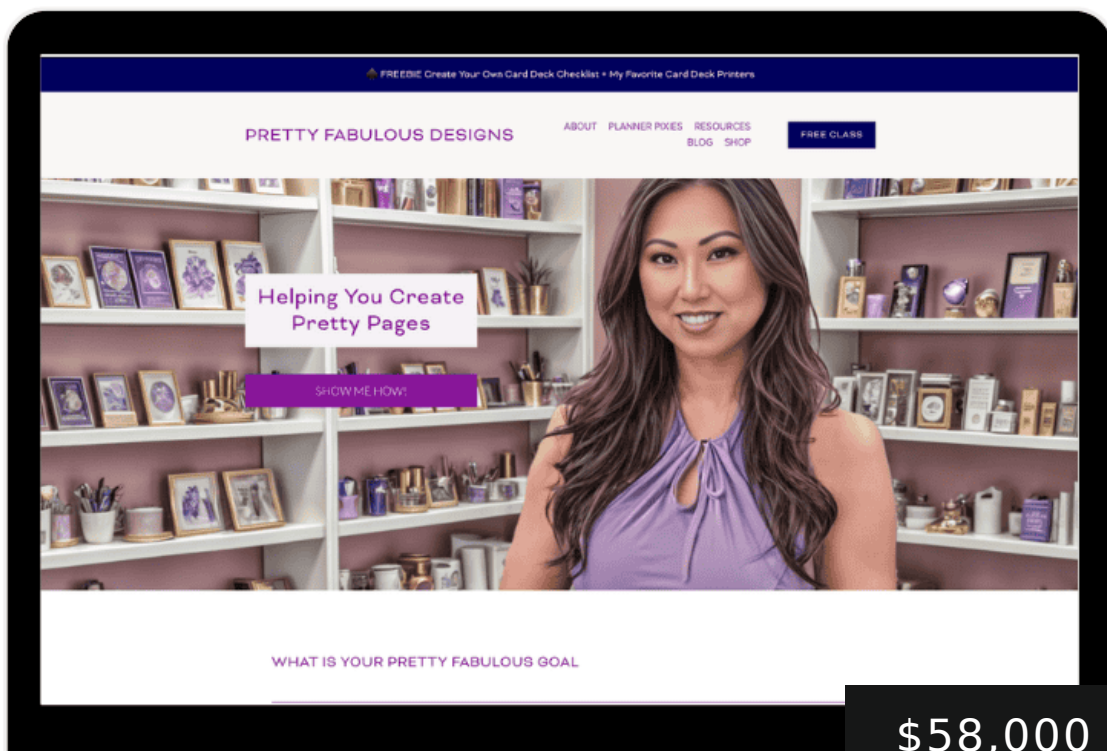 ♠ FREEBIE Create Your Own Card Deck Checklist + My Favorite Card Deck Printers
PRETTY FABULOUS DESIGNS
ABOUT PLANNER PIXIES RESOURCES
BLOG SHOP
FREE CLASS
Helping You Create
Pretty Pages
SHOW ME HOW!
WHAT IS YOUR PRETTY FABULOUS GOAL
$58,000